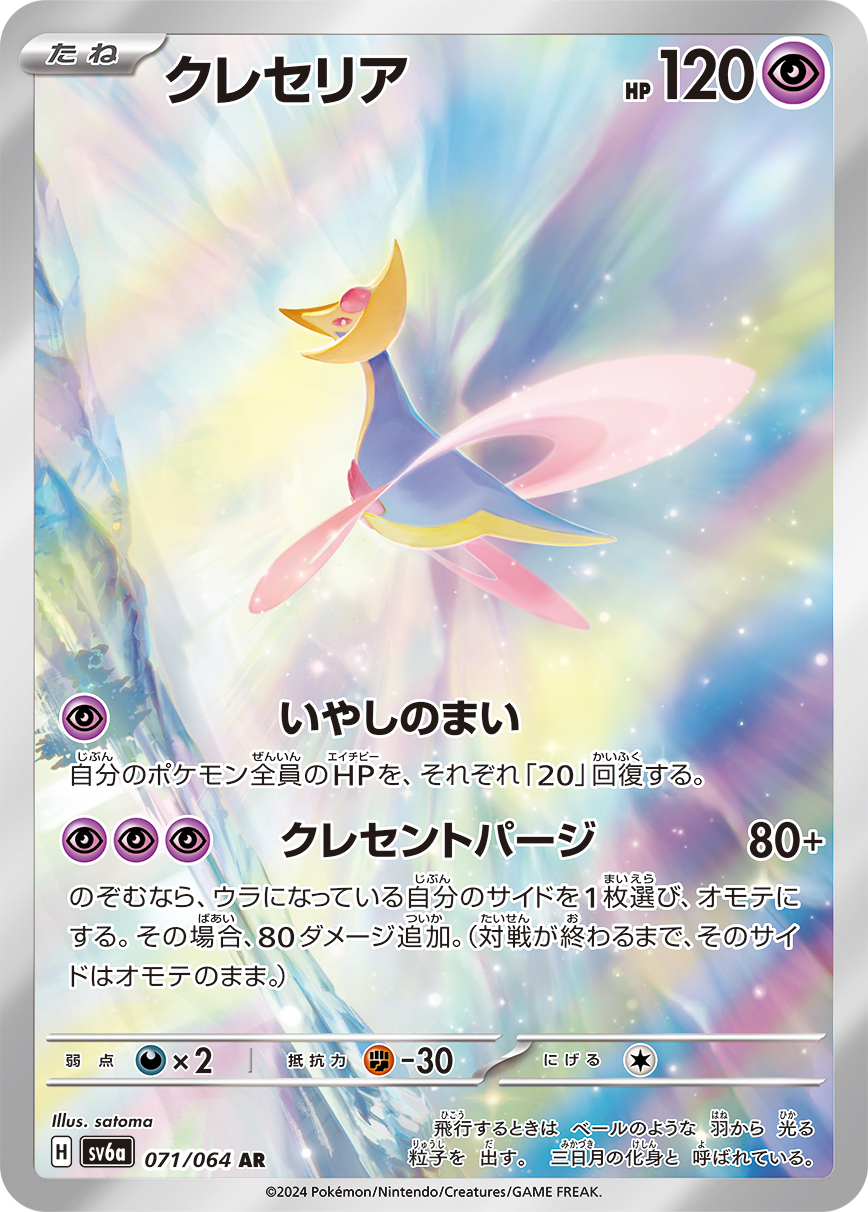 たね
クレセリア
HP120
いやしのまい
自分のポケモン全員のHPを、それぞれ「20」回復する。
クレセントパージ 80+
のぞむなら、ウラになっている自分のサイドを1枚選び、オモテに
する。その場合、80ダメージ追加。（対戦が終わるまで、そのサイ
ドはオモテのまま。）
弱点 ×2 抵抗力 -30 にげる
Illus. satoma
飛行するときは ベールのような 羽から 光る
粒子を 出す。 三日月の化身と 呼ばれている。
H sv6a 071/064 AR
©2024 Pokémon/Nintendo/Creatures/GAME FREAK.